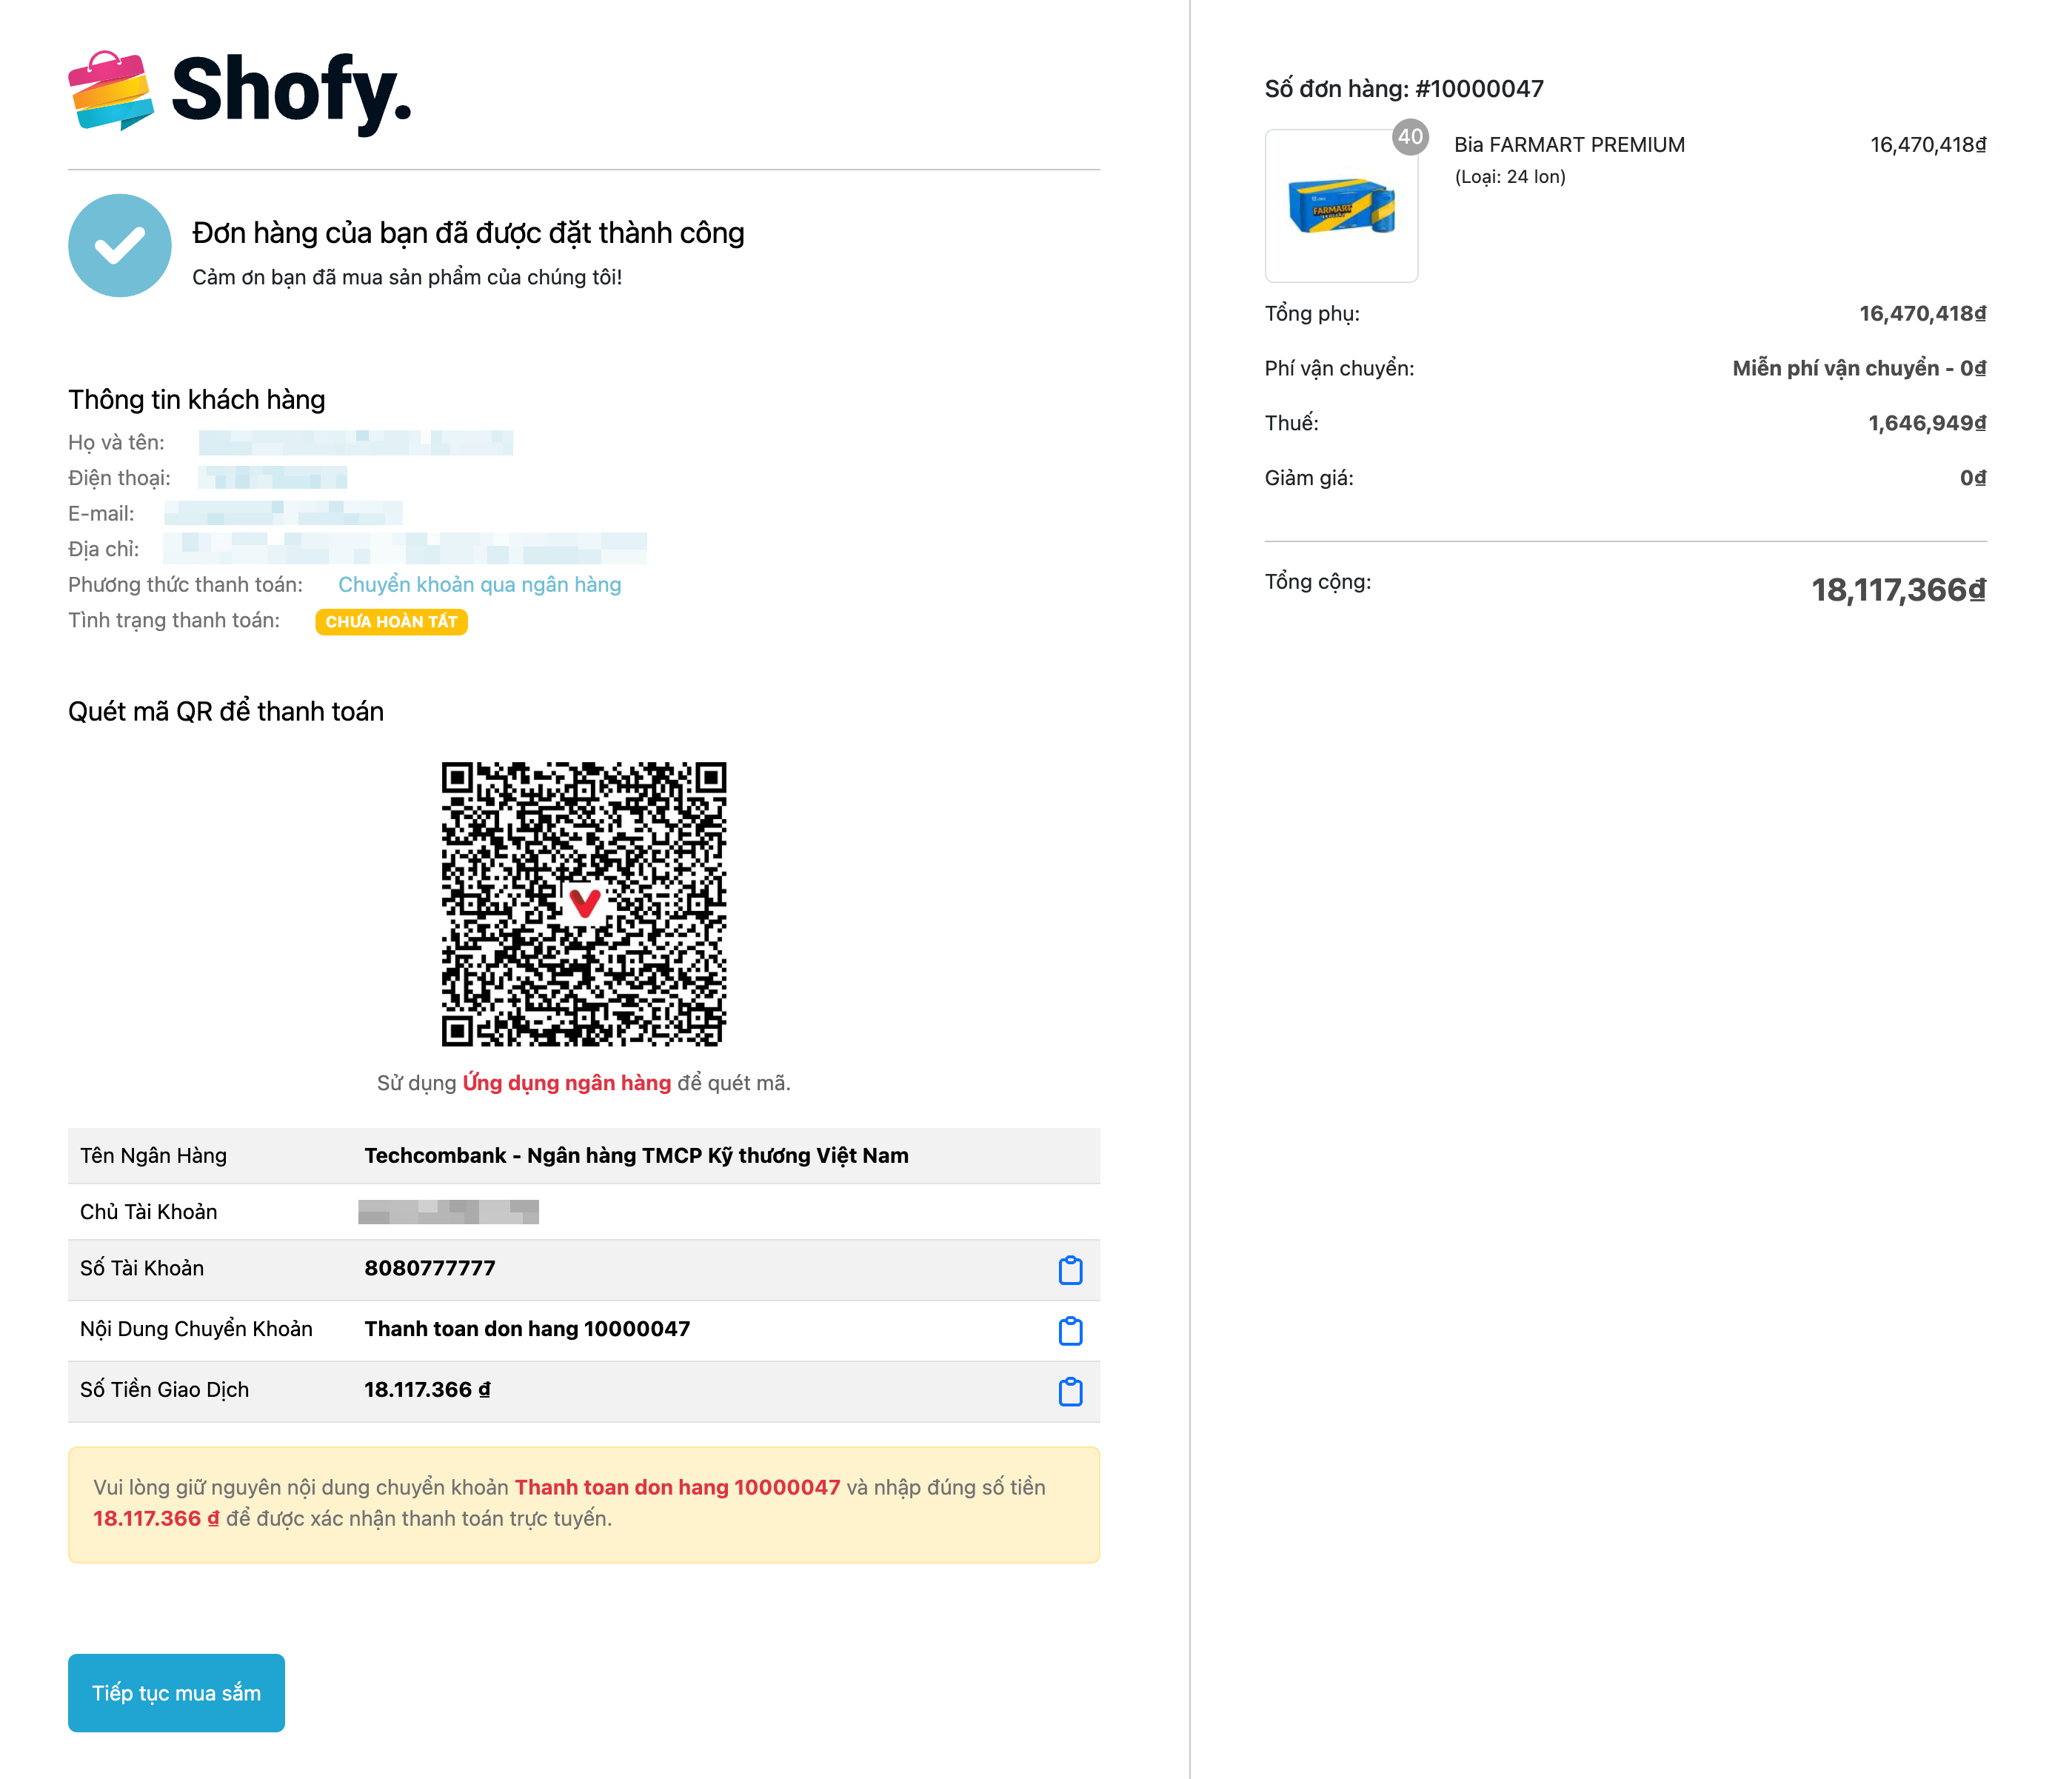 Shofy.
Đơn hàng của bạn đã được đặt thành công
Cảm ơn bạn đã mua sản phẩm của chúng tôi!
Thông tin khách hàng
Họ và tên:
Điện thoại:
E-mail:
Địa chỉ:
Phương thức thanh toán: Chuyển khoản qua ngân hàng
Tình trạng thanh toán: CHƯA HOÀN TẤT
Quét mã QR để thanh toán
Sử dụng Ứng dụng ngân hàng để quét mã.
Tên Ngân Hàng Techcombank - Ngân hàng TMCP Kỹ thương Việt Nam
Chủ Tài Khoản
Số Tài Khoản 8080777777
Nội Dung Chuyển Khoản Thanh toan don hang 10000047
Số Tiền Giao Dịch 18.117.366 ₫
Vui lòng giữ nguyên nội dung chuyển khoản Thanh toan don hang 10000047 và nhập đúng số tiền
18.117.366 ₫ để được xác nhận thanh toán trực tuyến.
Tiếp tục mua sắm
Số đơn hàng: #10000047
40
FARMART
Bia FARMART PREMIUM 16,470,418₫
(Loại: 24 lon)
Tổng phụ: 16,470,418₫
Phí vận chuyển: Miễn phí vận chuyển - 0₫
Thuế: 1,646,949₫
Giảm giá: 0₫
Tổng cộng: 18,117,366₫